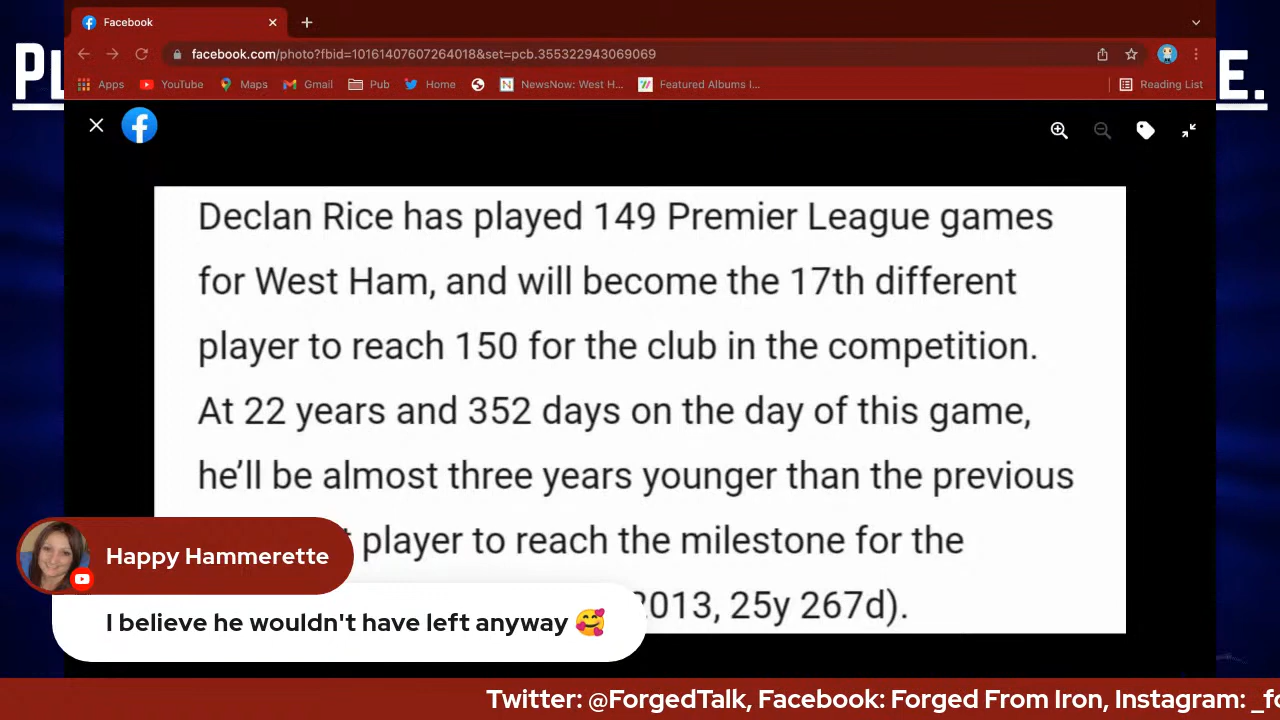 PL
E.
Facebook
facebook.com/photo?fbid=10161407607264018&set=pcb.355322943069069
Apps YouTube Maps Gmail Pub Home NewsNow: West H... Featured Albums I... Reading List
Declan Rice has played 149 Premier League games
for West Ham, and will become the 17th different
player to reach 150 for the club in the competition.
At 22 years and 352 days on the day of this game,
he'll be almost three years younger than the previous
t player to reach the milestone for the
2013, 25y 267d).
Happy Hammerette
I believe he wouldn't have left anyway 🥰
Twitter: @ForgedTalk, Facebook: Forged From Iron, Instagram: _fo